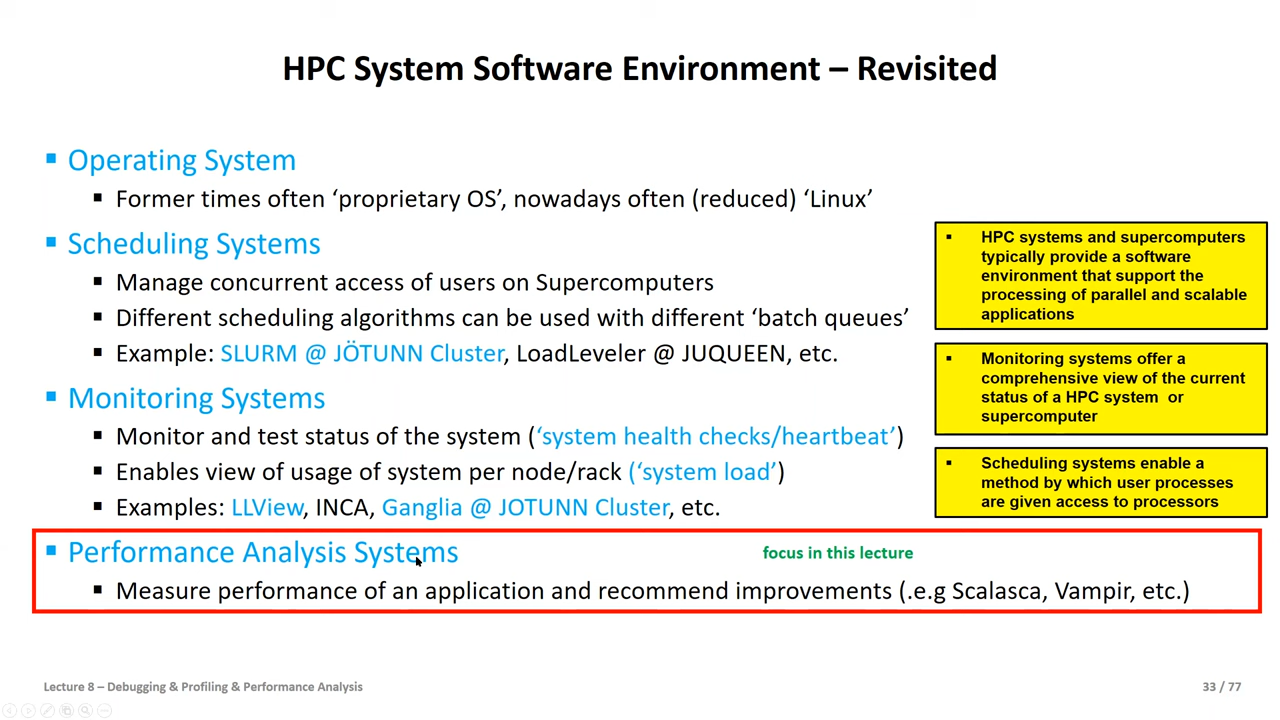 HPC System Software Environment – Revisited
Operating System
Former times often ‘proprietary OS’, nowadays often (reduced) ‘Linux’
Scheduling Systems
Manage concurrent access of users on Supercomputers
Different scheduling algorithms can be used with different ‘batch queues’
Example: SLURM @ JÖTUNN Cluster, LoadLeveler @ JUQUEEN, etc.
Monitoring Systems
Monitor and test status of the system (‘system health checks/heartbeat’)
Enables view of usage of system per node/rack (‘system load’)
Examples: LLView, INCA, Ganglia @ JOTUNN Cluster, etc.
HPC systems and supercomputers
typically provide a software
environment that support the
processing of parallel and scalable
applications
Monitoring systems offer a
comprehensive view of the current
status of a HPC system or
supercomputer
Scheduling systems enable a
method by which user processes
are given access to processors
Performance Analysis Systems
focus in this lecture
Measure performance of an application and recommend improvements (.e.g Scalasca, Vampir, etc.)
Lecture 8 – Debugging & Profiling & Performance Analysis
33 / 77